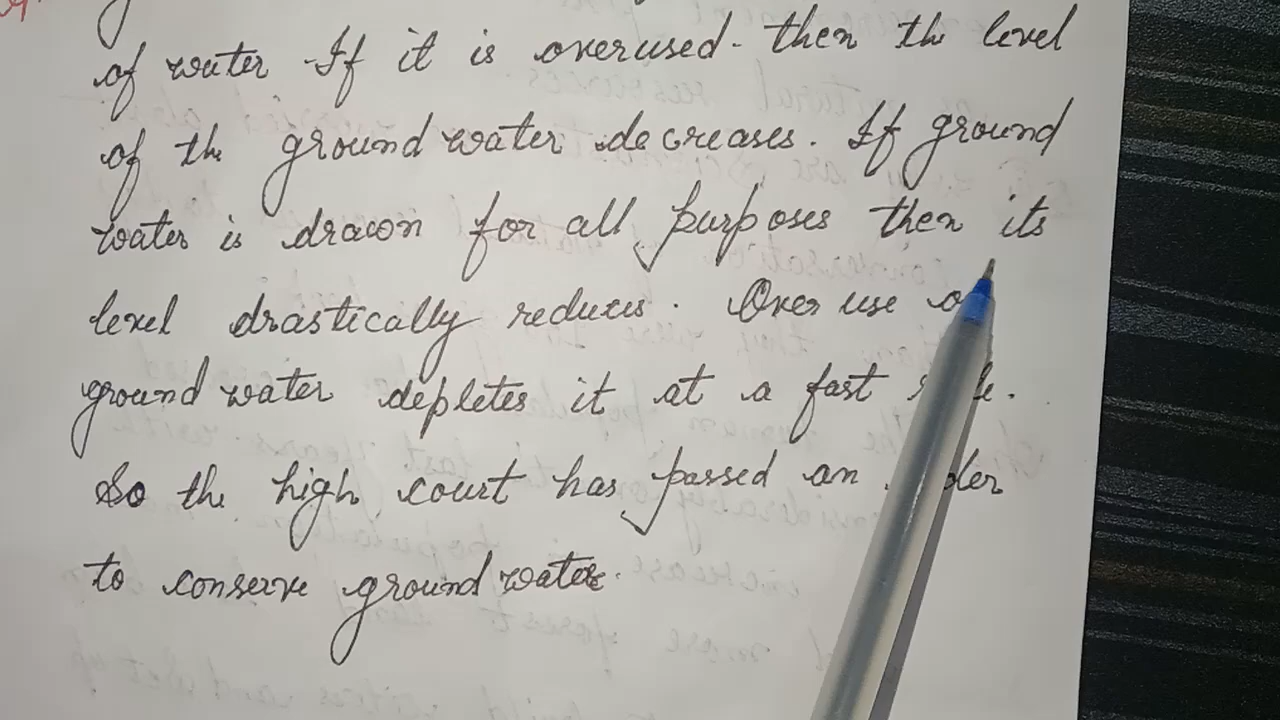 of water If it is overused. then the level
of the ground water decreases. If ground
water is drawn for all purposes then its
level drastically reduces. Over use
ground water depletes it at a fast
So the high court has passed an
to conserve ground water.